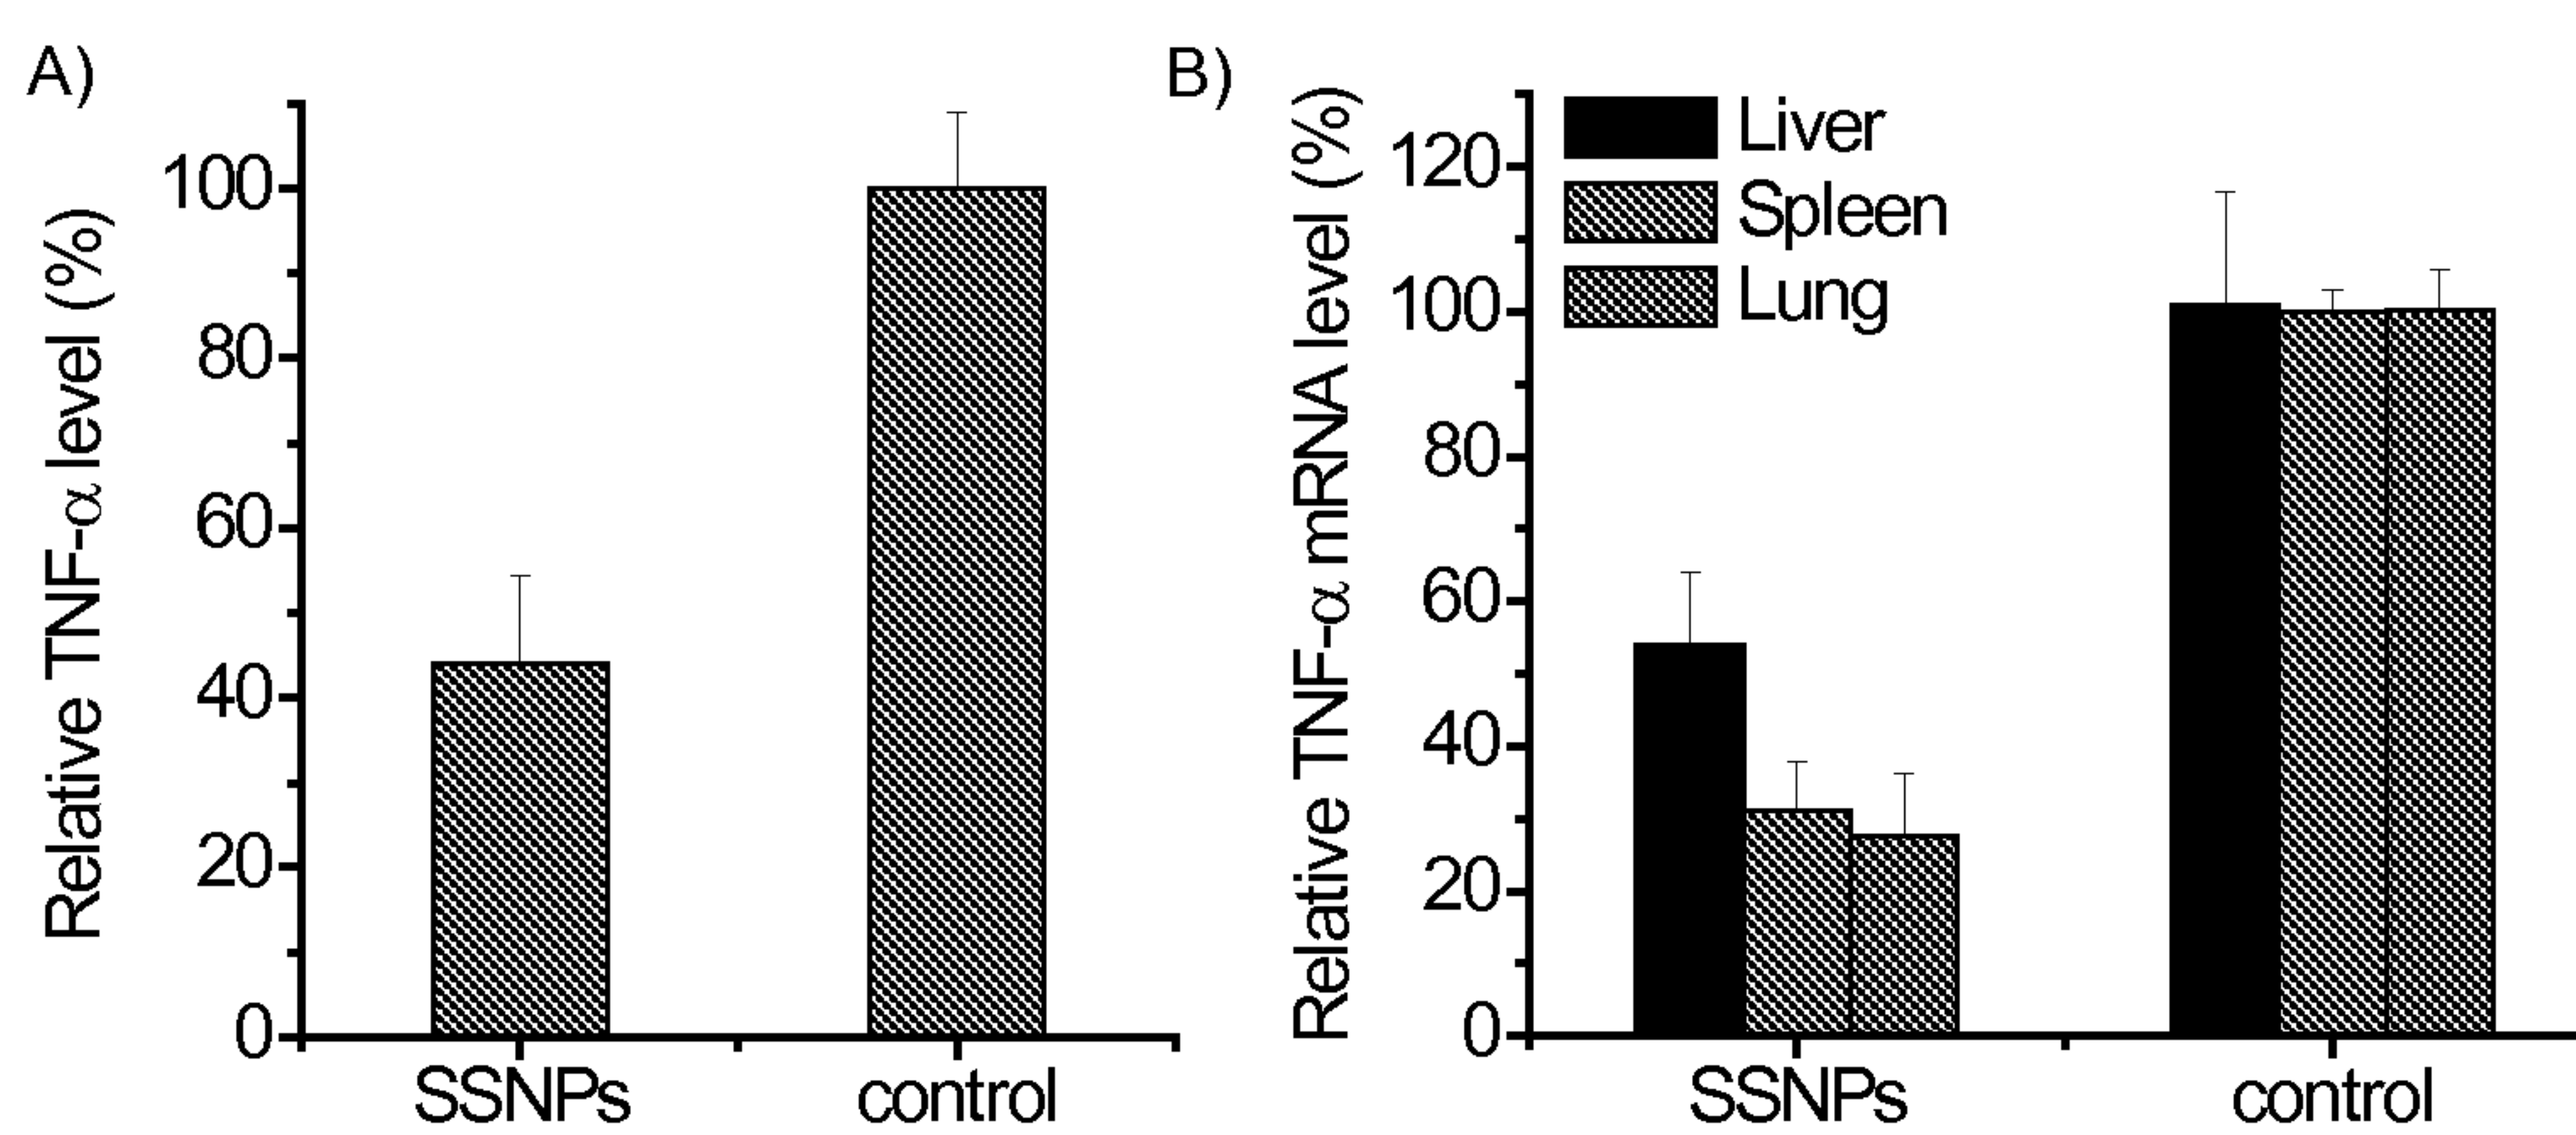 A)
Relative TNF-α level (%)
100
80
60
40
20
0
SSNPs
control
B)
Relative TNF-α mRNA level (%)
120
100
80
60
40
20
0
Liver
Spleen
Lung
SSNPs
control